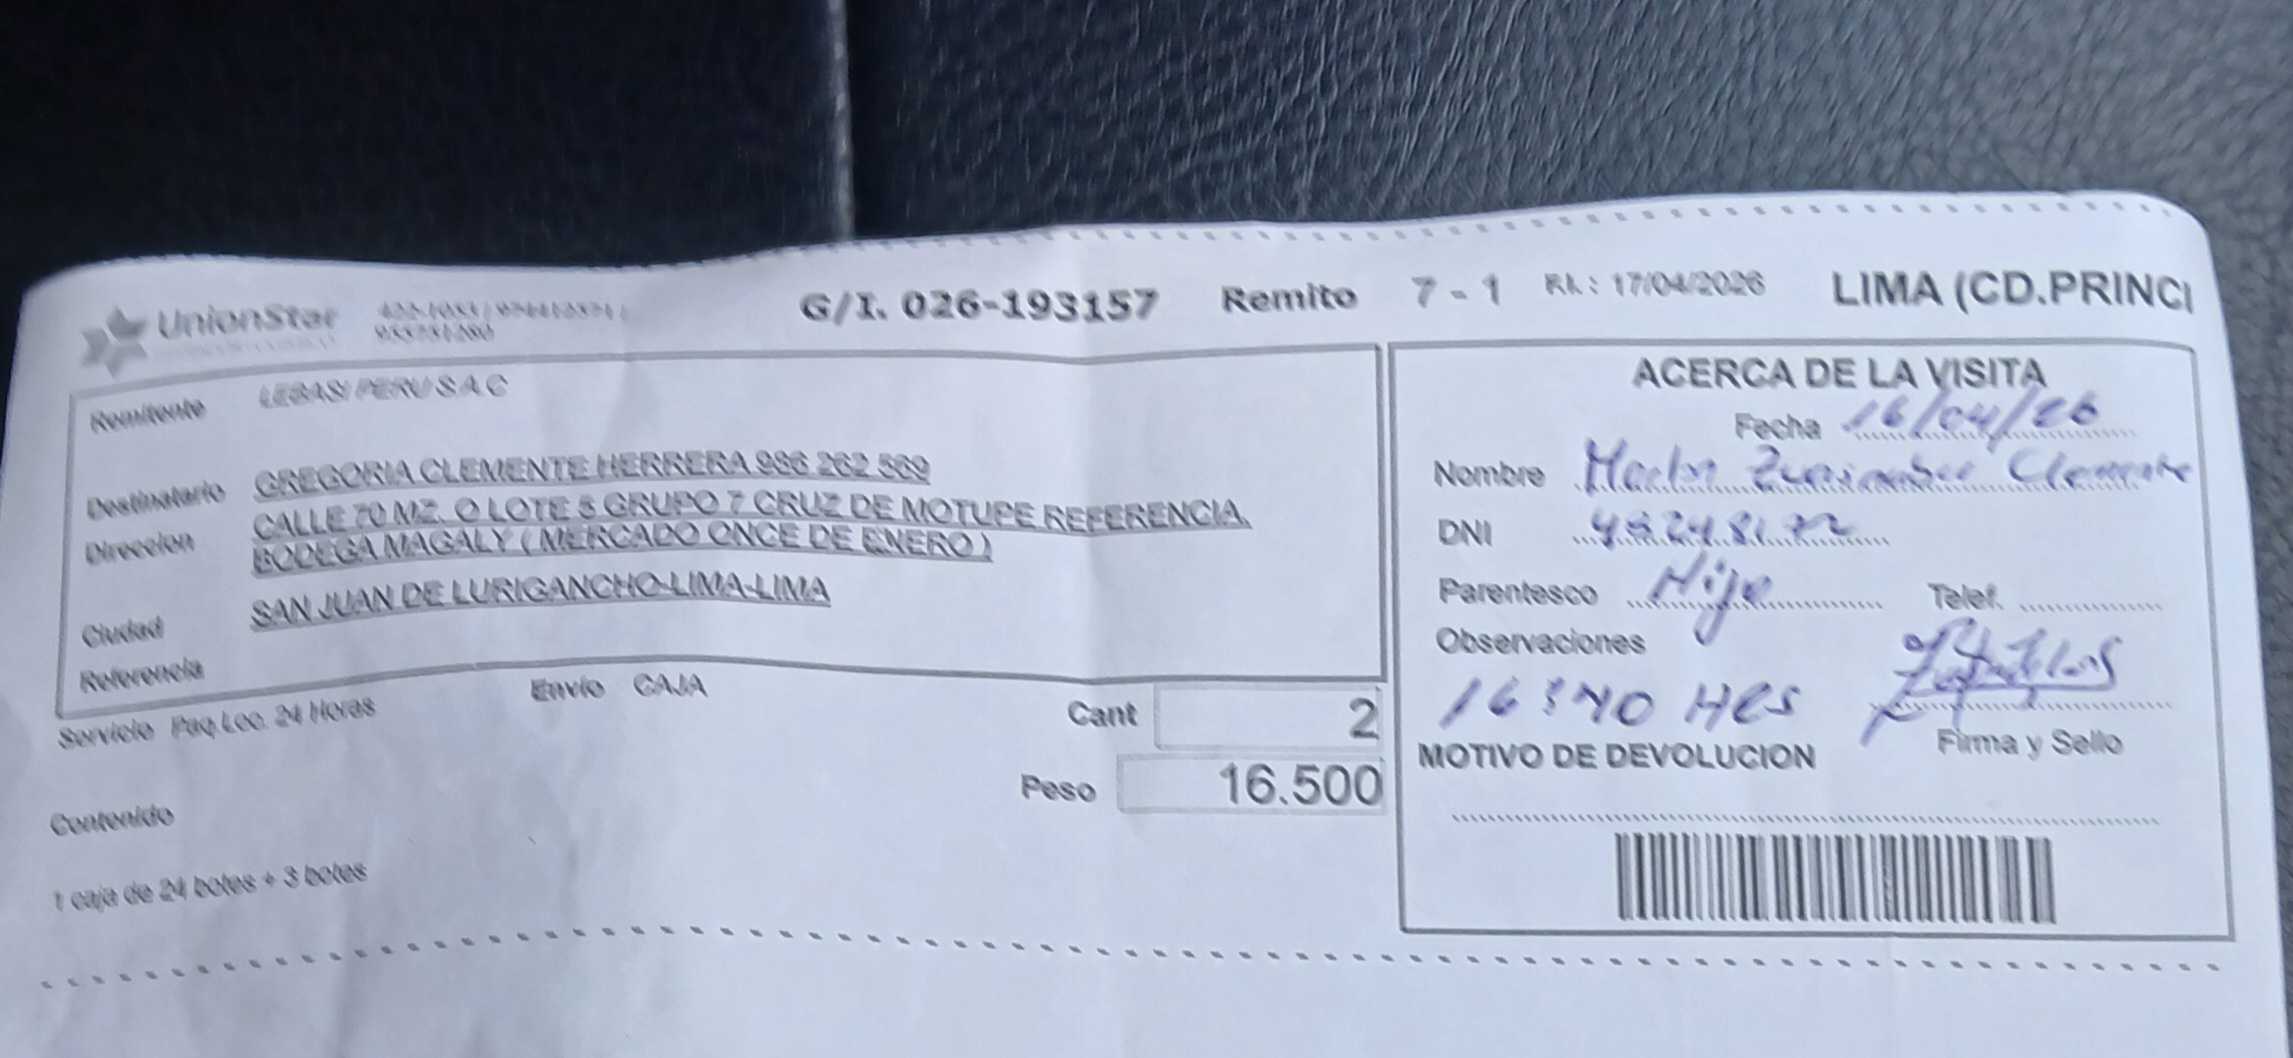 UnionStar
G/I. 026-193157 Remito 7 - 1 F.I. : 17/04/2026 LIMA (CD.PRINCI
Remitente LEBASI PERU S A C
Destinatario GREGORIA CLEMENTE HERRERA 986 262 569
Direccion CALLE 70 MZ. O LOTE 5 GRUPO 7 CRUZ DE MOTUPE REFERENCIA.
BODEGA MAGALY ( MERCADO ONCE DE ENERO )
Ciudad SAN JUAN DE LURIGANCHO-LIMA-LIMA
Referencia
Servicio Paq.Loc. 24 Horas Envio CAJA Cant 2
Peso 16.500
Contenido
1 caja de 24 botes + 3 botes
ACERCA DE LA VISITA
Fecha 16/04/26
Nombre Clemente
DNI
Parentesco Hijo Telef.
Observaciones
16:40 HRS
Firma y Sello
MOTIVO DE DEVOLUCION